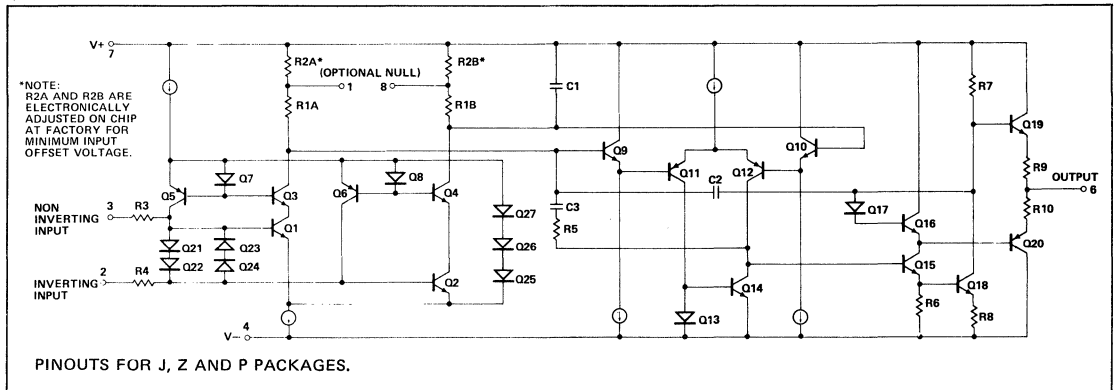 V+
7
R2A*
R2B*
(OPTIONAL NULL)
1
8
C1
R7
*NOTE:
R2A AND R2B ARE
ELECTRONICALLY
ADJUSTED ON CHIP
AT FACTORY FOR
MINIMUM INPUT
OFFSET VOLTAGE.
R1A
R1B
Q9
Q10
Q19
Q7
Q8
Q11
Q12
R9
OUTPUT
6
Q5
Q3
Q6
Q4
C2
Q27
C3
Q17
Q16
R10
NON
INVERTING
INPUT
3
R3
Q1
R5
Q20
Q21
Q23
Q26
Q15
Q22
Q24
Q25
INVERTING
INPUT
2
R4
Q2
Q14
Q18
R6
Q13
R8
V-
4
PINOUTS FOR J, Z AND P PACKAGES.